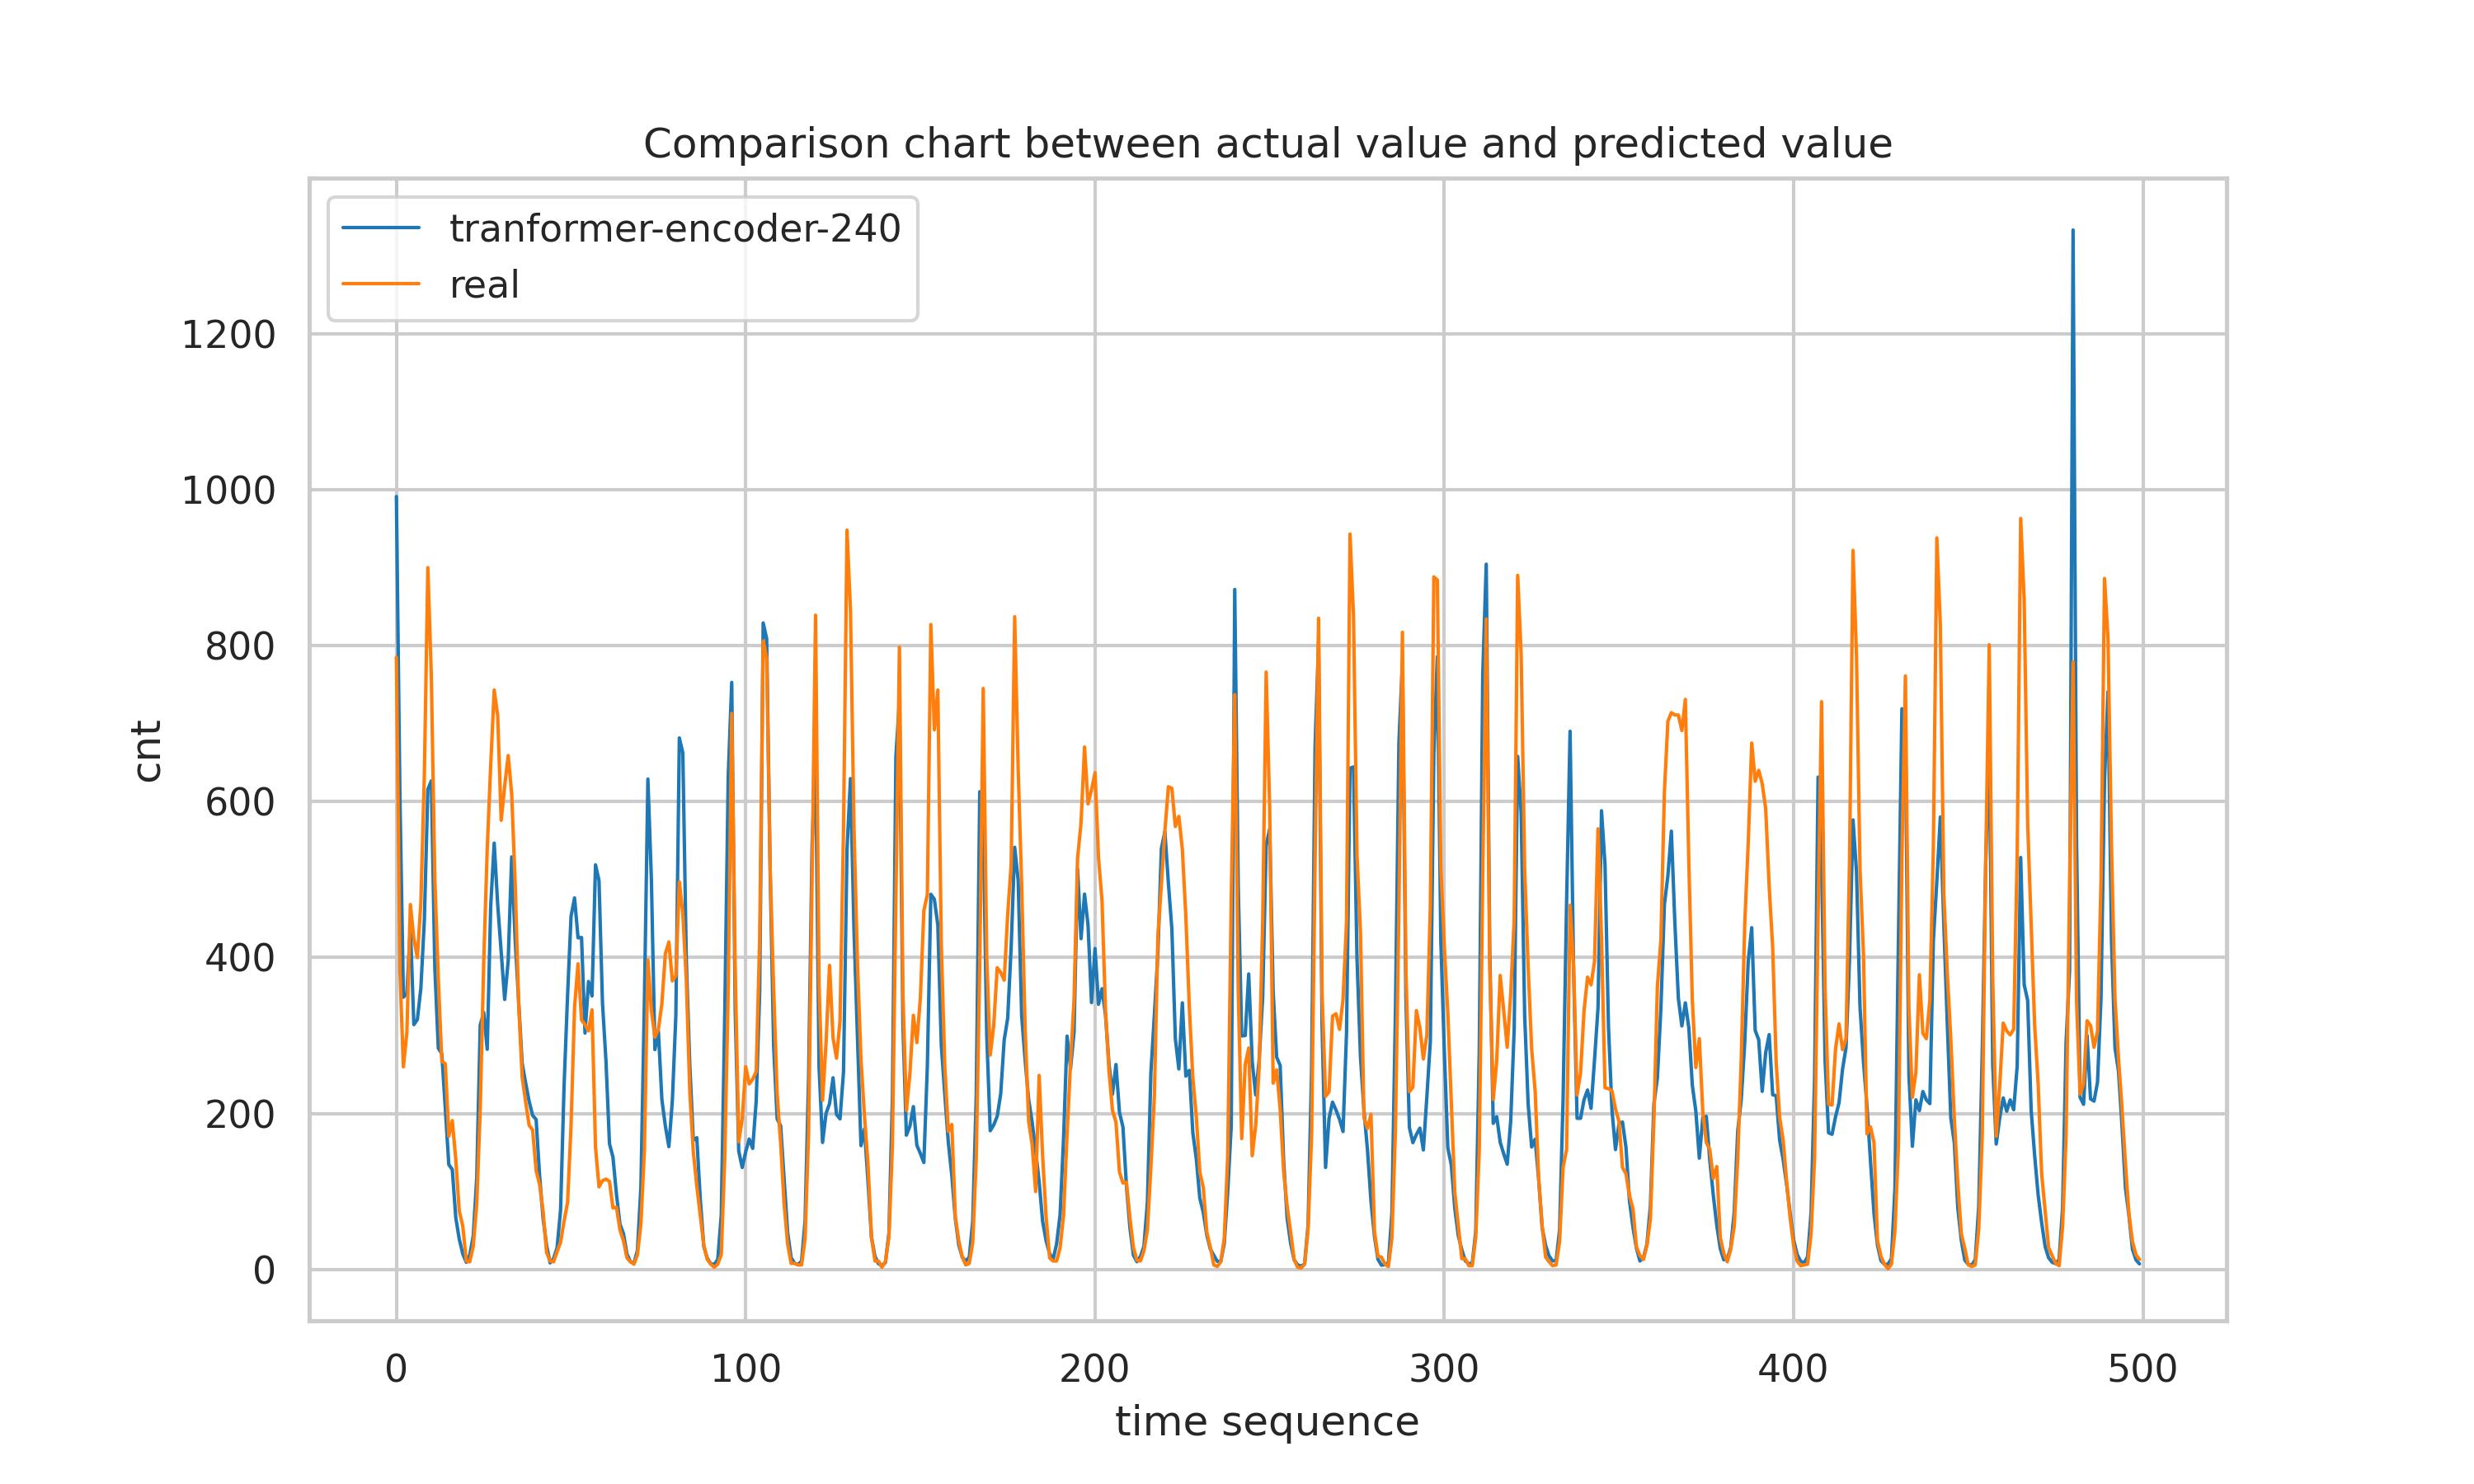 Comparison chart between actual value and predicted value
tranformer-encoder-240
real
1200
1000
800
600
400
200
0
cnt
0 100 200 300 400 500
time sequence